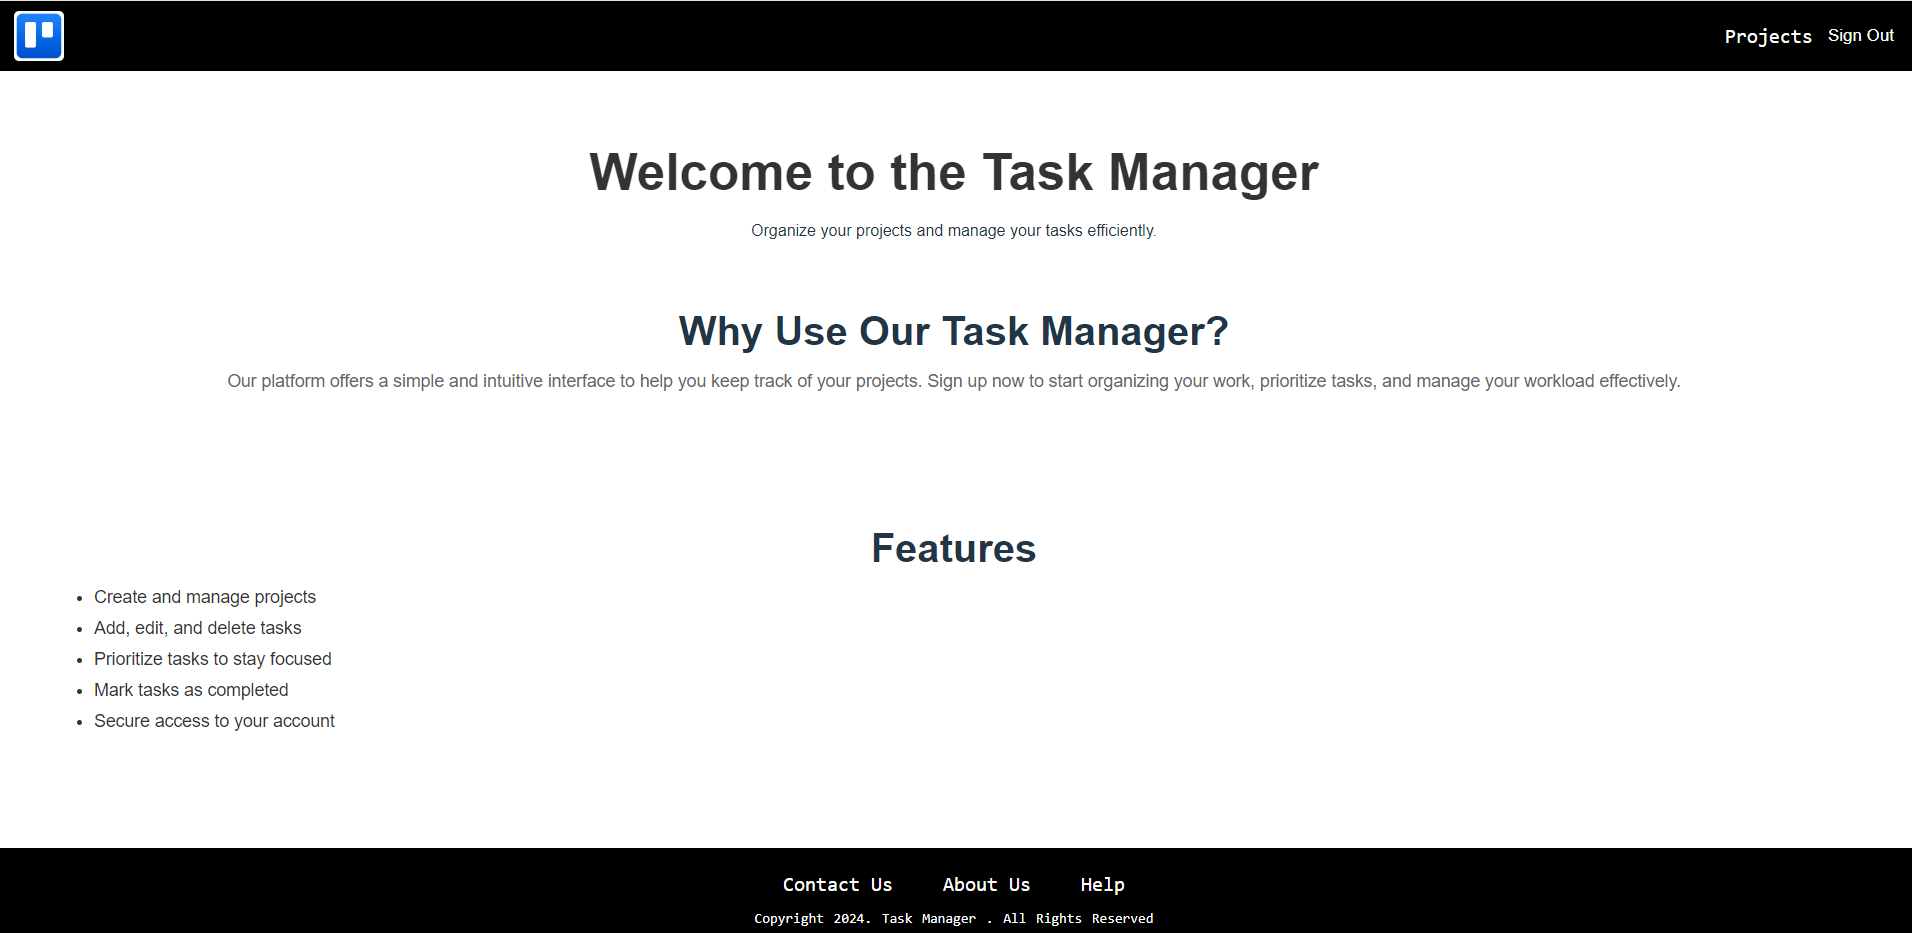 Projects Sign Out
Welcome to the Task Manager
Organize your projects and manage your tasks efficiently.
Why Use Our Task Manager?
Our platform offers a simple and intuitive interface to help you keep track of your projects. Sign up now to start organizing your work, prioritize tasks, and manage your workload effectively.
Features
• Create and manage projects
• Add, edit, and delete tasks
• Prioritize tasks to stay focused
• Mark tasks as completed
• Secure access to your account
Contact Us About Us Help
Copyright 2024. Task Manager . All Rights Reserved